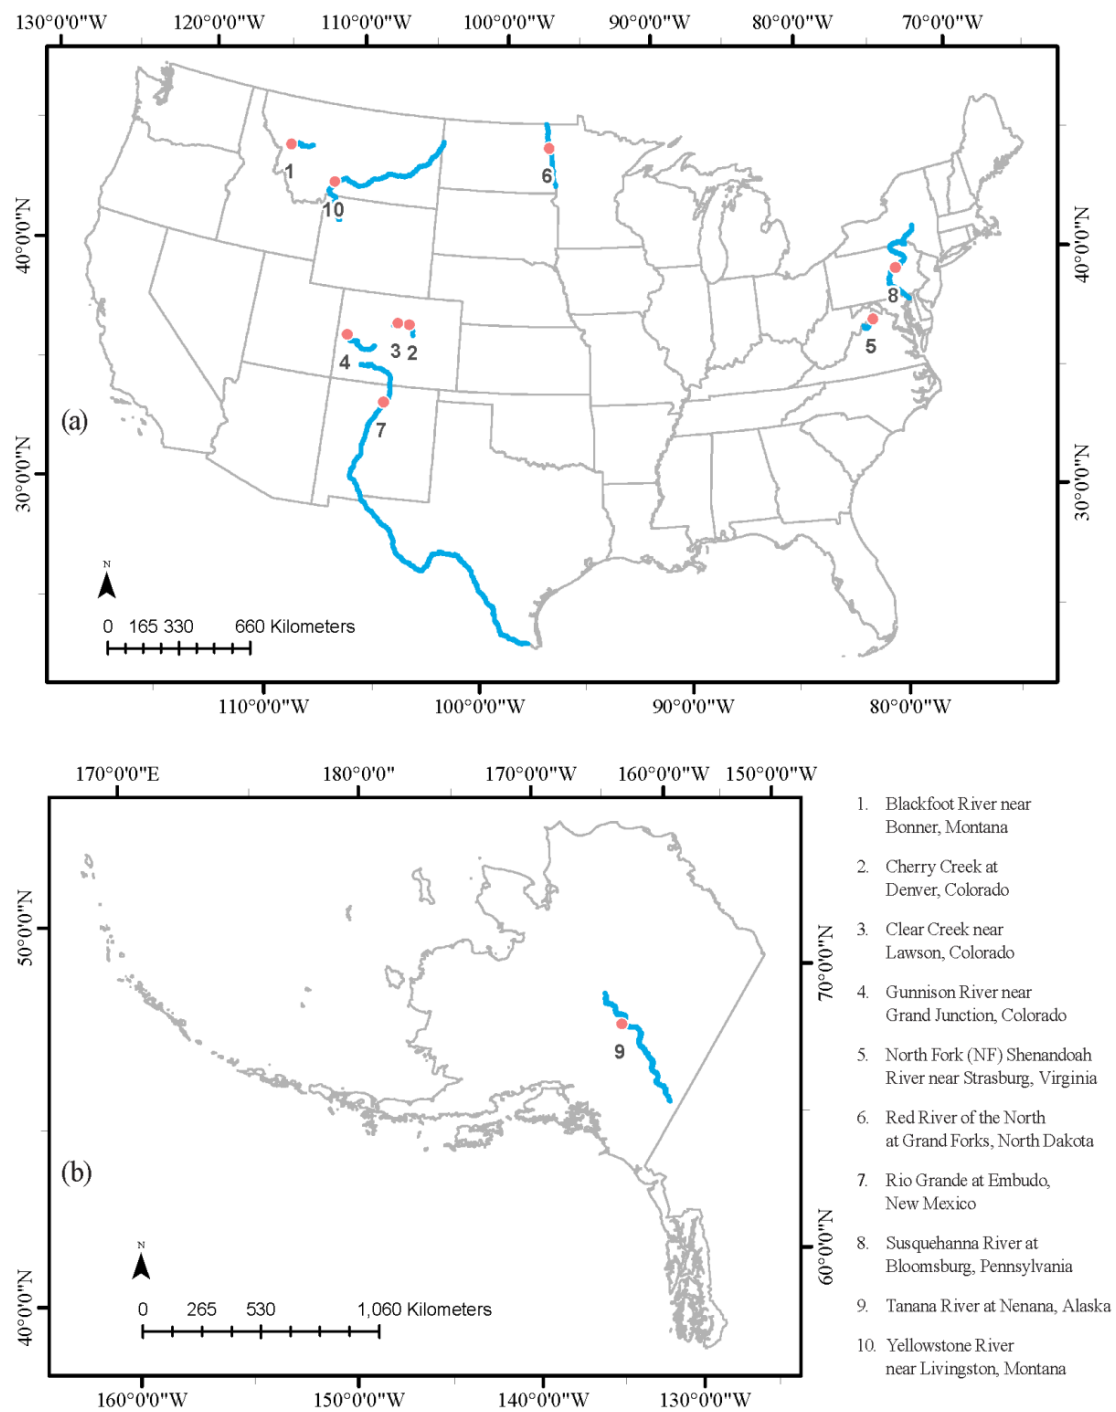 130°0'0"W 120°0'0"W 110°0'0"W 100°0'0"W 90°0'0"W 80°0'0"W 70°0'0"W
40°0'0"N
30°0'0"N
40°0'0"N
30°0'0"N
1
10
6
8
5
4
3
2
7
(a)
N
0 165 330 660 Kilometers
110°0'0"W 100°0'0"W 90°0'0"W 80°0'0"W
170°0'0"E 180°0'0" 170°0'0"W 160°0'0"W 150°0'0"W
50°0'0"N
40°0'0"N
70°0'0"N
60°0'0"N
9
(b)
N
0 265 530 1,060 Kilometers
160°0'0"W 150°0'0"W 140°0'0"W 130°0'0"W
1. Blackfoot River near
Bonner, Montana
2. Cherry Creek at
Denver, Colorado
3. Clear Creek near
Lawson, Colorado
4. Gunnison River near
Grand Junction, Colorado
5. North Fork (NF) Shenandoah
River near Strasburg, Virginia
6. Red River of the North
at Grand Forks, North Dakota
7. Rio Grande at Embudo,
New Mexico
8. Susquehanna River at
Bloomsburg, Pennsylvania
9. Tanana River at Nenana, Alaska
10. Yellowstone River
near Livingston, Montana